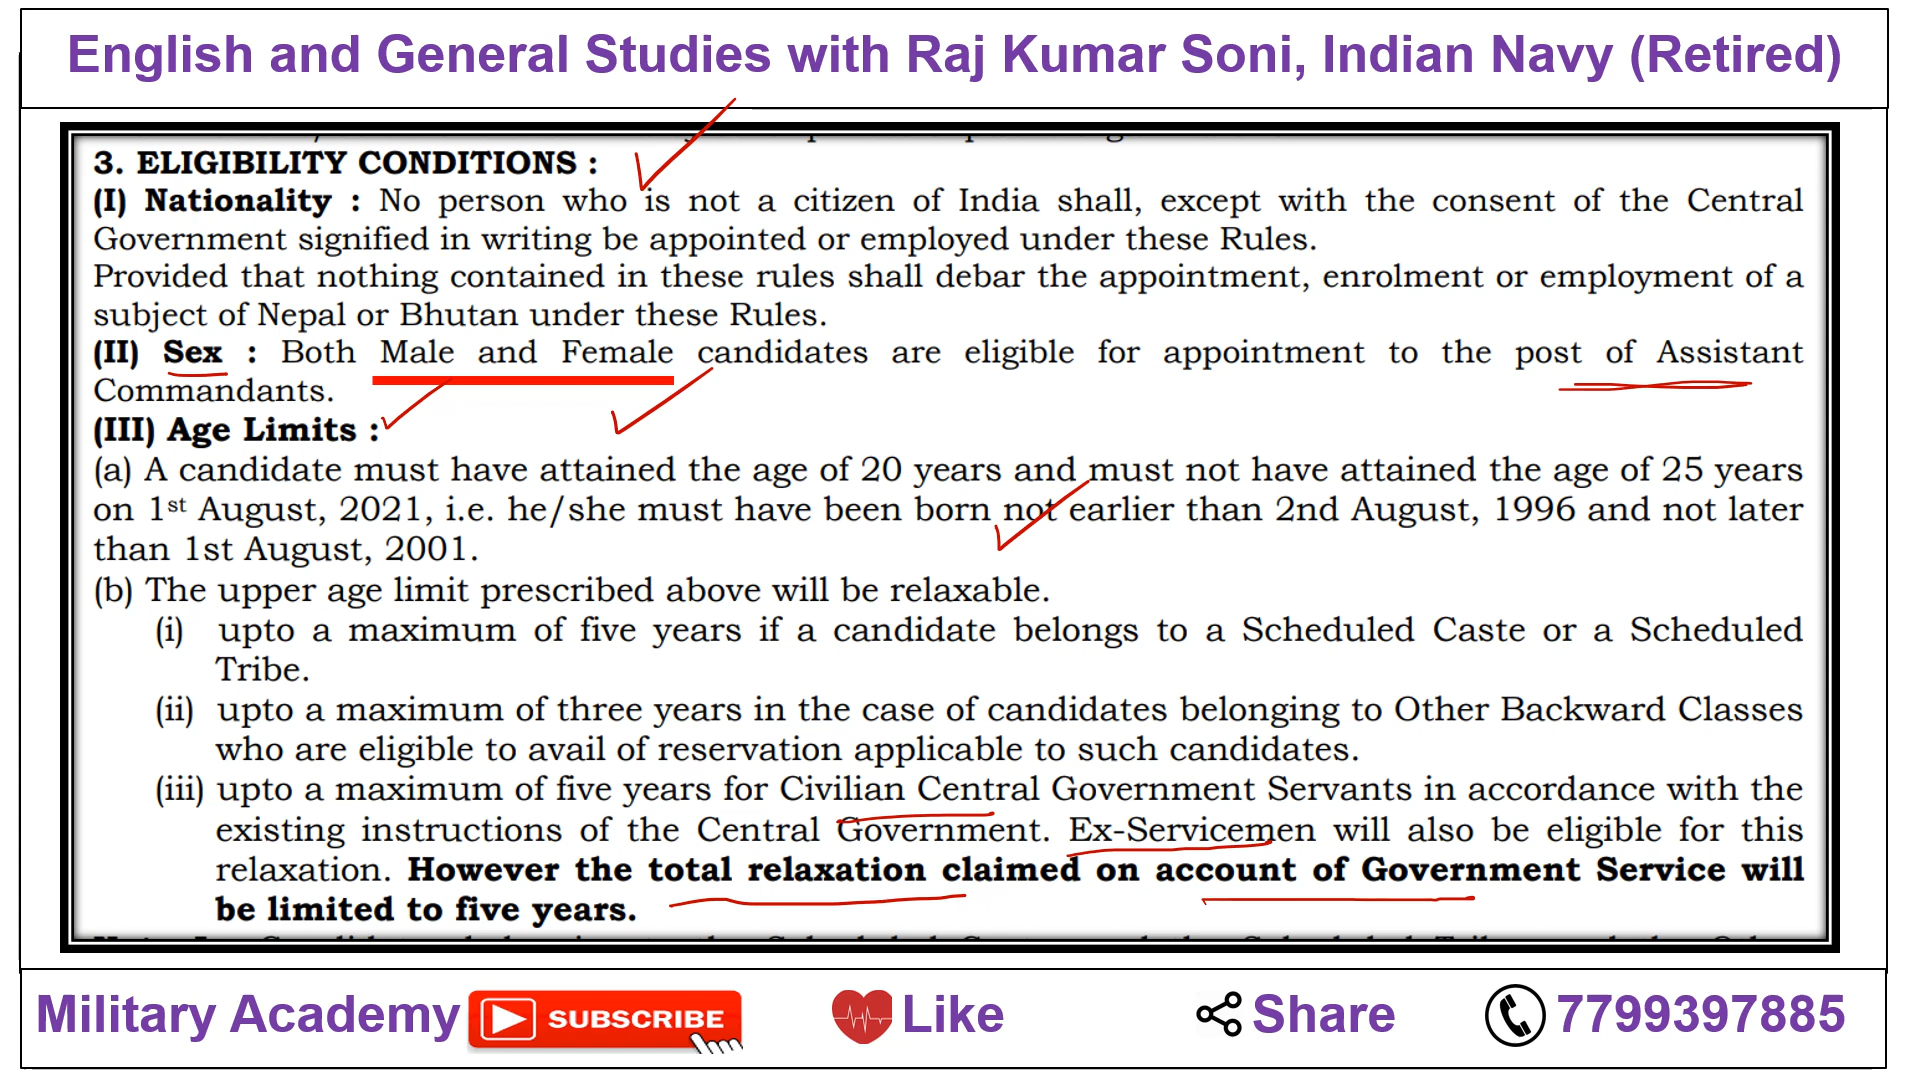 English and General Studies with Raj Kumar Soni, Indian Navy (Retired)
3. ELIGIBILITY CONDITIONS :
(I) Nationality : No person who is not a citizen of India shall, except with the consent of the Central
Government signified in writing be appointed or employed under these Rules.
Provided that nothing contained in these rules shall debar the appointment, enrolment or employment of a
subject of Nepal or Bhutan under these Rules.
(II) Sex : Both Male and Female candidates are eligible for appointment to the post of Assistant
Commandants.
(III) Age Limits :
(a) A candidate must have attained the age of 20 years and must not have attained the age of 25 years
on 1st August, 2021, i.e. he/she must have been born not earlier than 2nd August, 1996 and not later
than 1st August, 2001.
(b) The upper age limit prescribed above will be relaxable.
(i) upto a maximum of five years if a candidate belongs to a Scheduled Caste or a Scheduled
Tribe.
(ii) upto a maximum of three years in the case of candidates belonging to Other Backward Classes
who are eligible to avail of reservation applicable to such candidates.
(iii) upto a maximum of five years for Civilian Central Government Servants in accordance with the
existing instructions of the Central Government. Ex-Servicemen will also be eligible for this
relaxation. However the total relaxation claimed on account of Government Service will
be limited to five years.
Military Academy SUBSCRIBE Like Share 7799397885